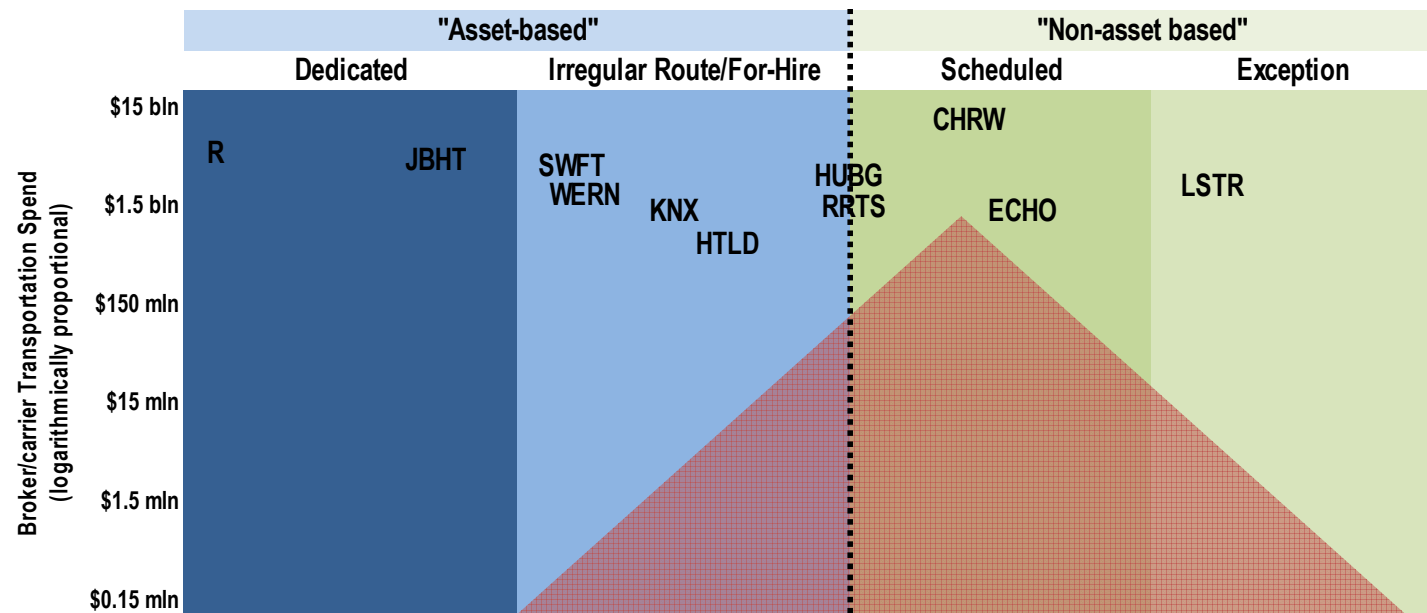 "Asset-based" "Non-asset based"
Dedicated Irregular Route/For-Hire Scheduled Exception
Broker/carrier Transportation Spend
(logarithmically proportional)
$15 bln
$1.5 bln
$150 mln
$15 mln
$1.5 mln
$0.15 mln
CHRW
R JBHT SWFT
WERN
KNX
HTLD
HUBG
RRTS
ECHO
LSTR